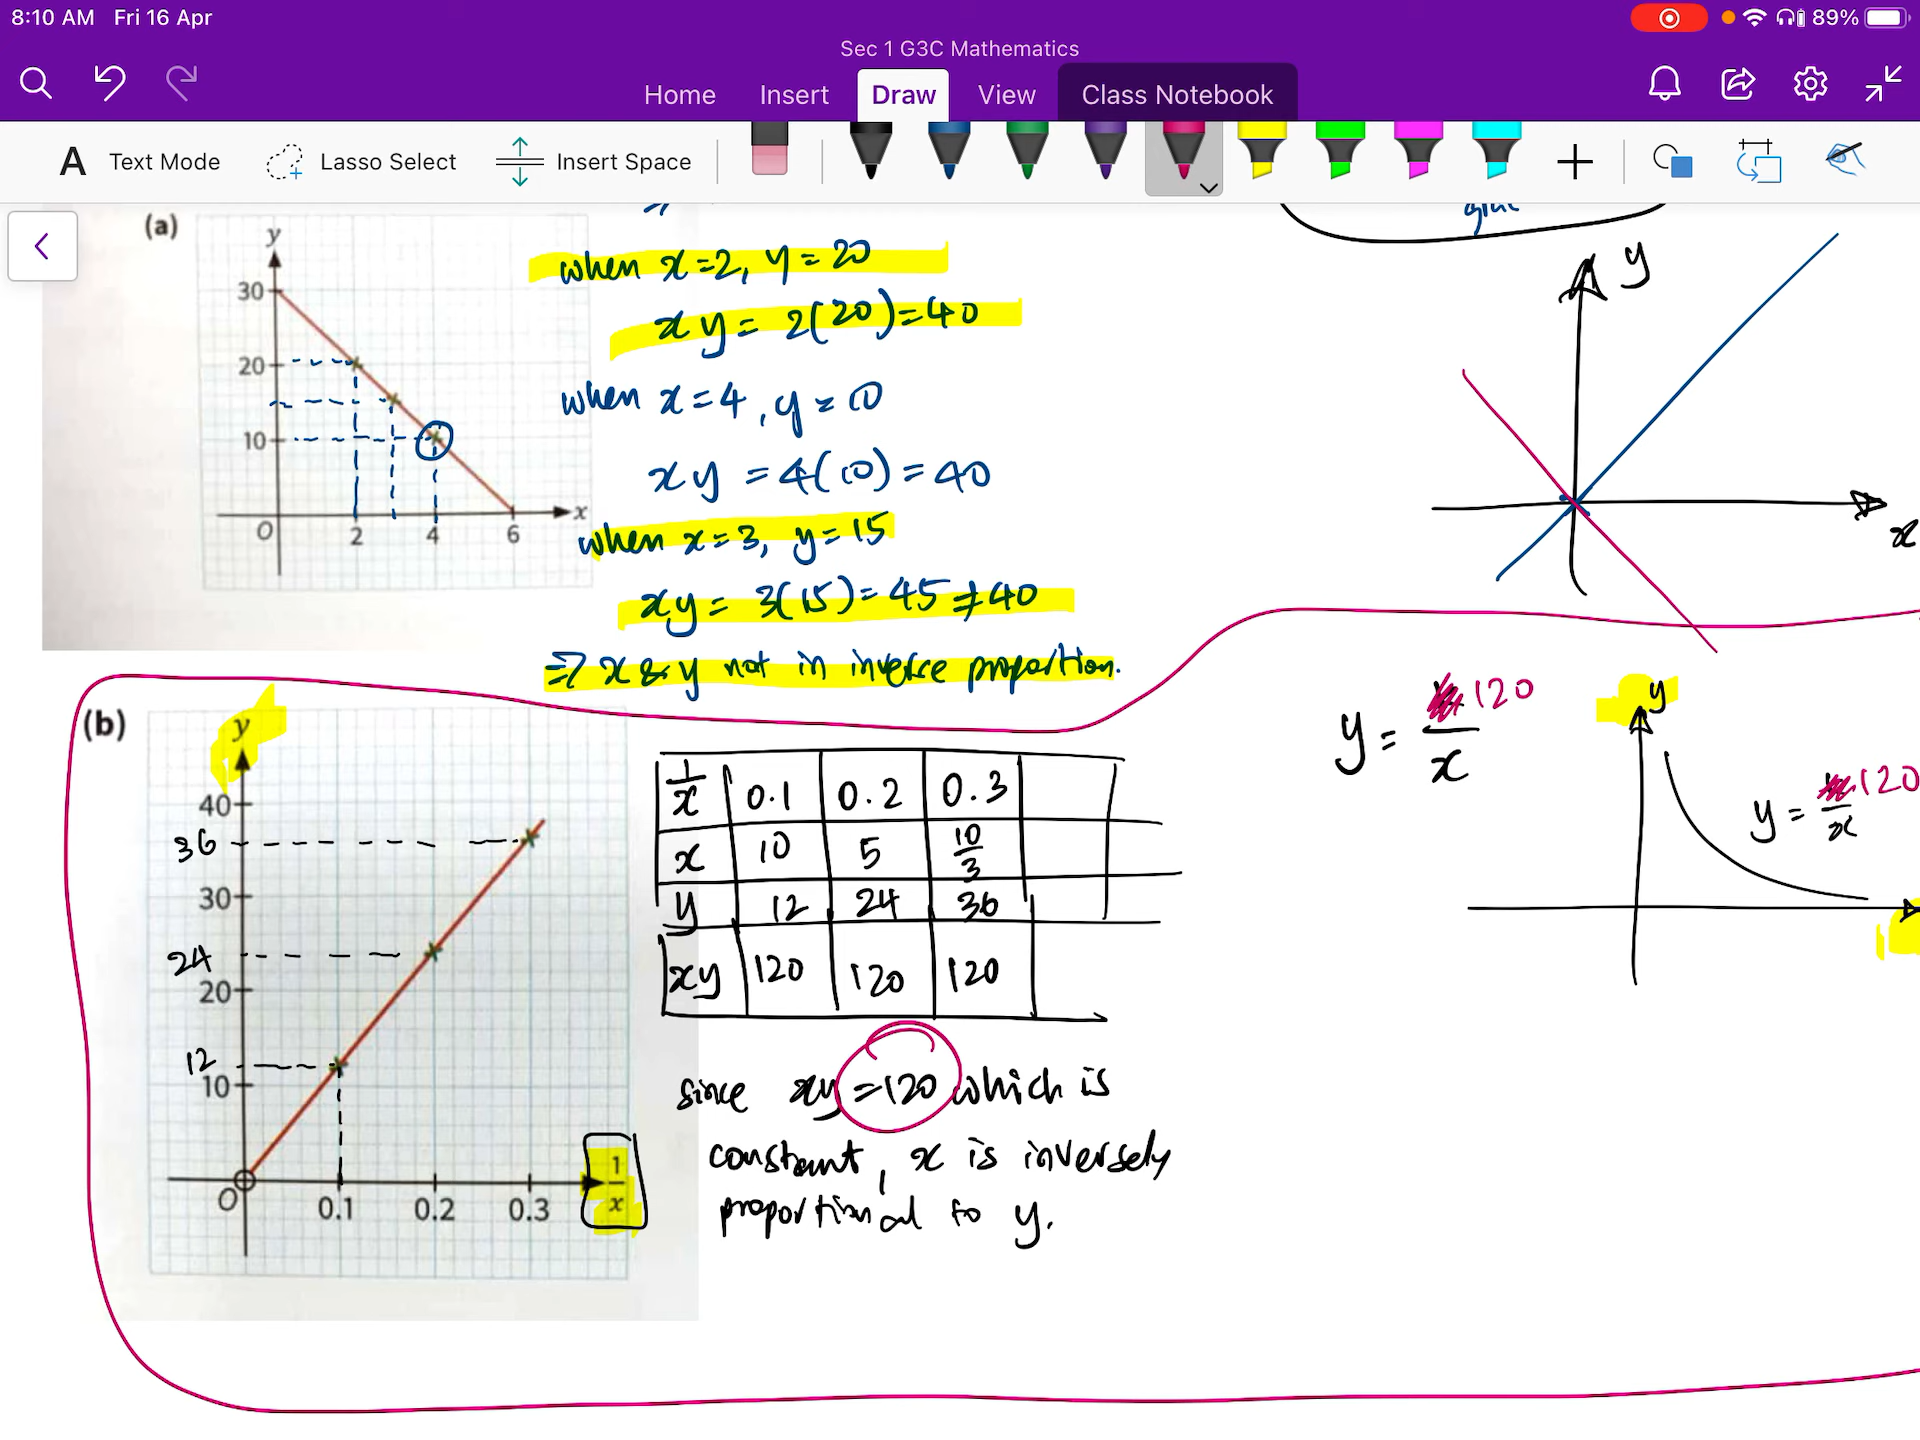 8:10 AM Fri 16 Apr
89%
Sec 1 G3C Mathematics
Home Insert Draw View Class Notebook
A Text Mode Lasso Select Insert Space
(a)
y
30
20
10
O 2 4 6 x
⇒
when x=2, y=20
xy = 2(20)=40
when x=4, y=10
xy = 4(10)=40
when x=3, y=15
xy = 3(15)=45≠40
⇒ x & y not in inverse proportion.
y
x
(b)
y
40
36
30
24
20
12
10
O 0.1 0.2 0.3 1/x
1/x 0.1 0.2 0.3
x 10 5 10/3
y 12 24 36
xy 120 120 120
since xy=120 which is
constant, x is inversely
proportional to y.
y = 120/x
y
y = 120/x